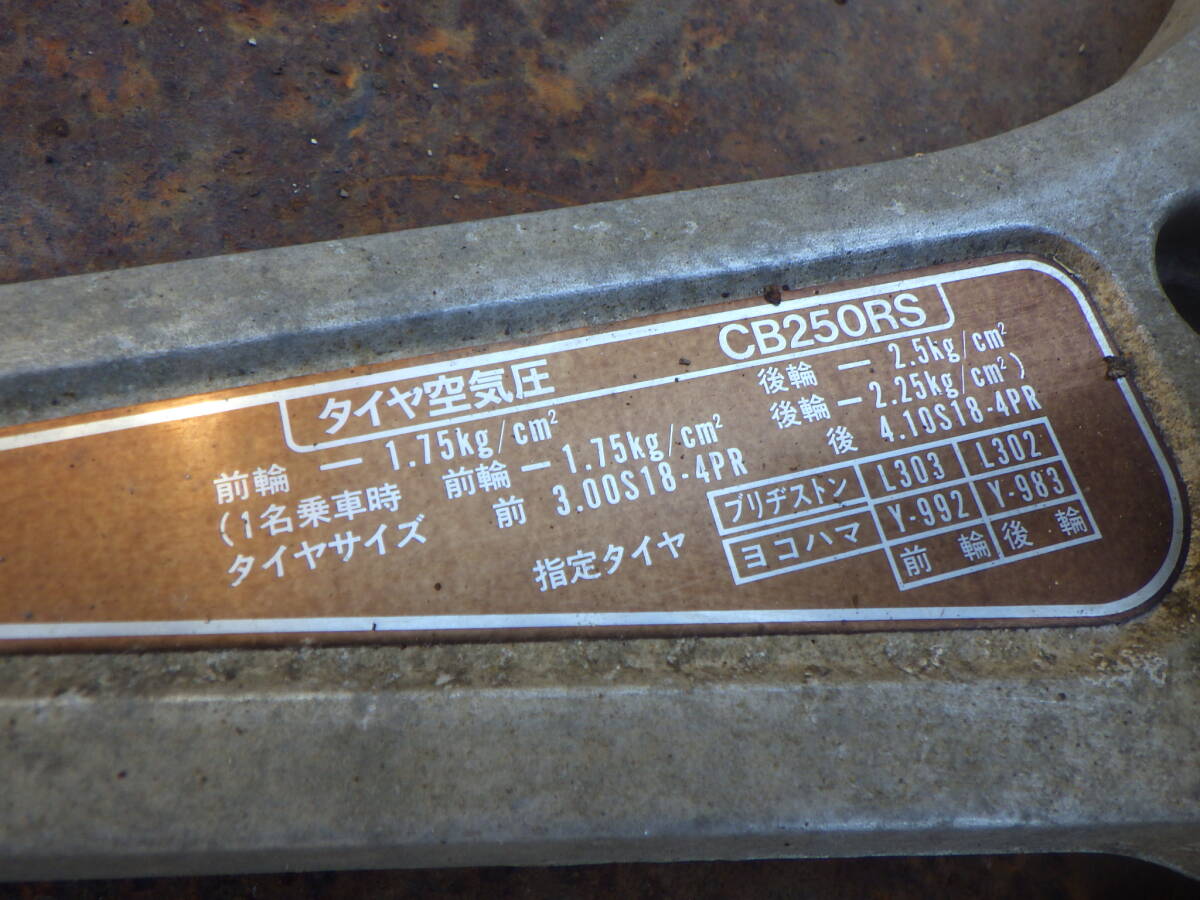 タイヤ空気圧 CB250RS
前輪 ― 1.75kg/cm² 後輪 ― 2.5kg/cm²
(1名乗車時 前輪 ― 1.75kg/cm² 後輪 ― 2.25kg/cm²)
タイヤサイズ 前 3.00S18-4PR 後 4.10S18-4PR
指定タイヤ
ブリヂストン L303 L302
ヨコハマ Y-992 Y-983
前輪 後輪